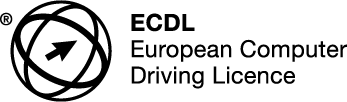 ®
ECDL
European Computer
Driving Licence